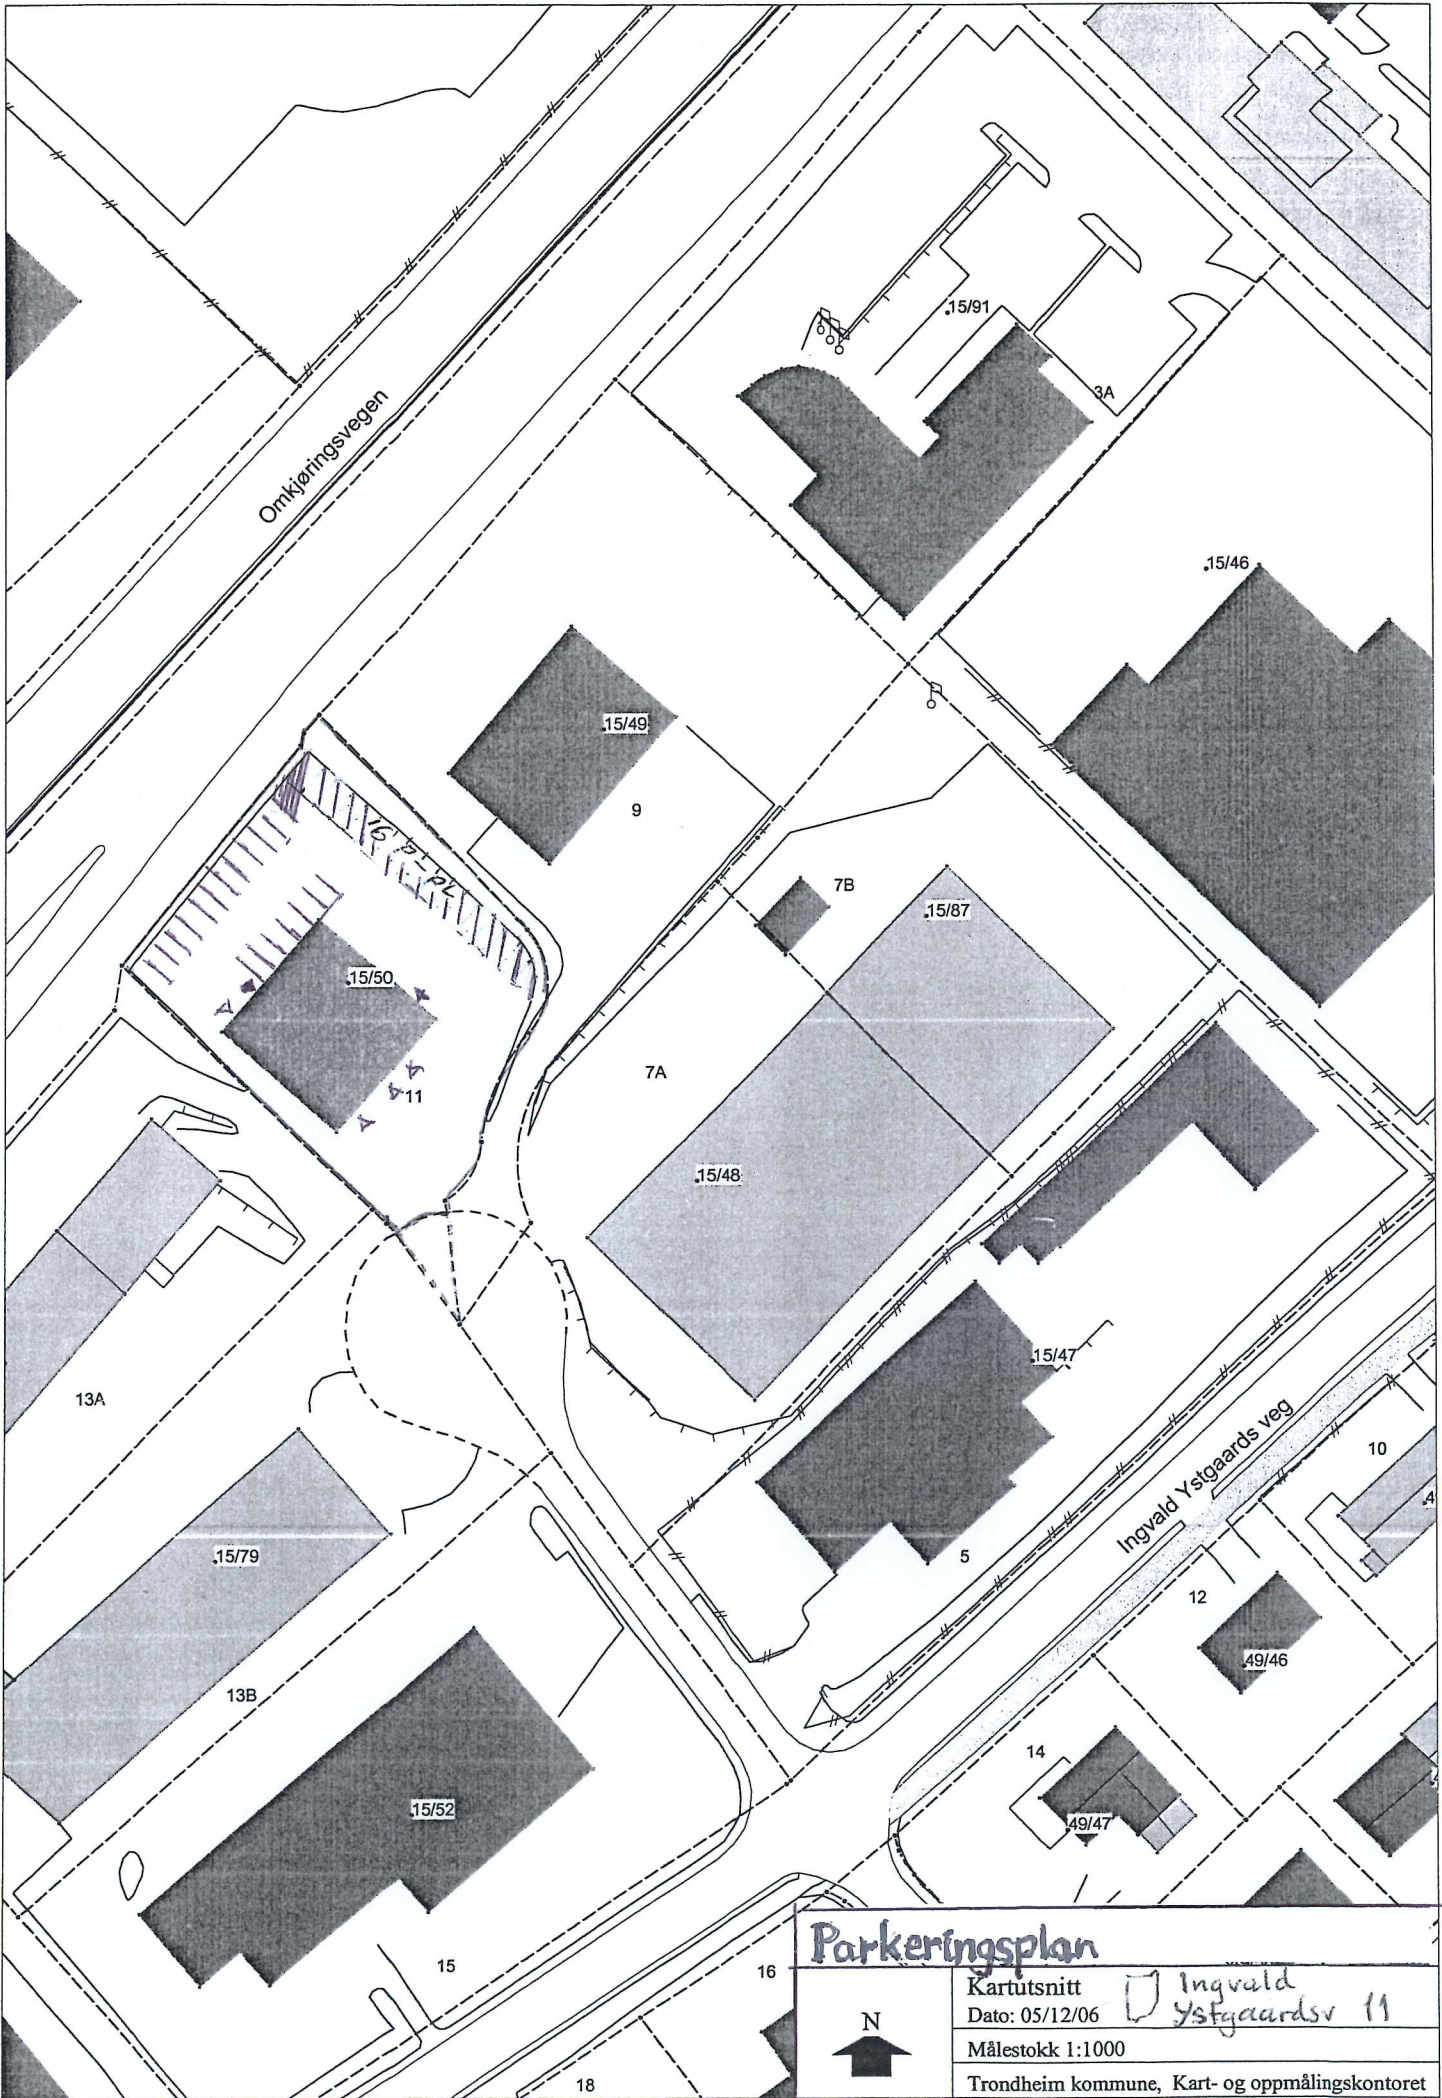 15/91
3A
Omkjøringsvegen
15/46
15/49
9
7B
15/87
15/50
11
7A
15/48
15/47
13A
Ingvald Ystgaards veg
10
5
15/79
12
49/46
13B
14
15/52
49/47
15
16
18
Parkeringsplan
Kartutsnitt
Dato: 05/12/06
Ingvald
Ystgaardsv 11
N
Målestokk 1:1000
Trondheim kommune, Kart- og oppmålingskontoret